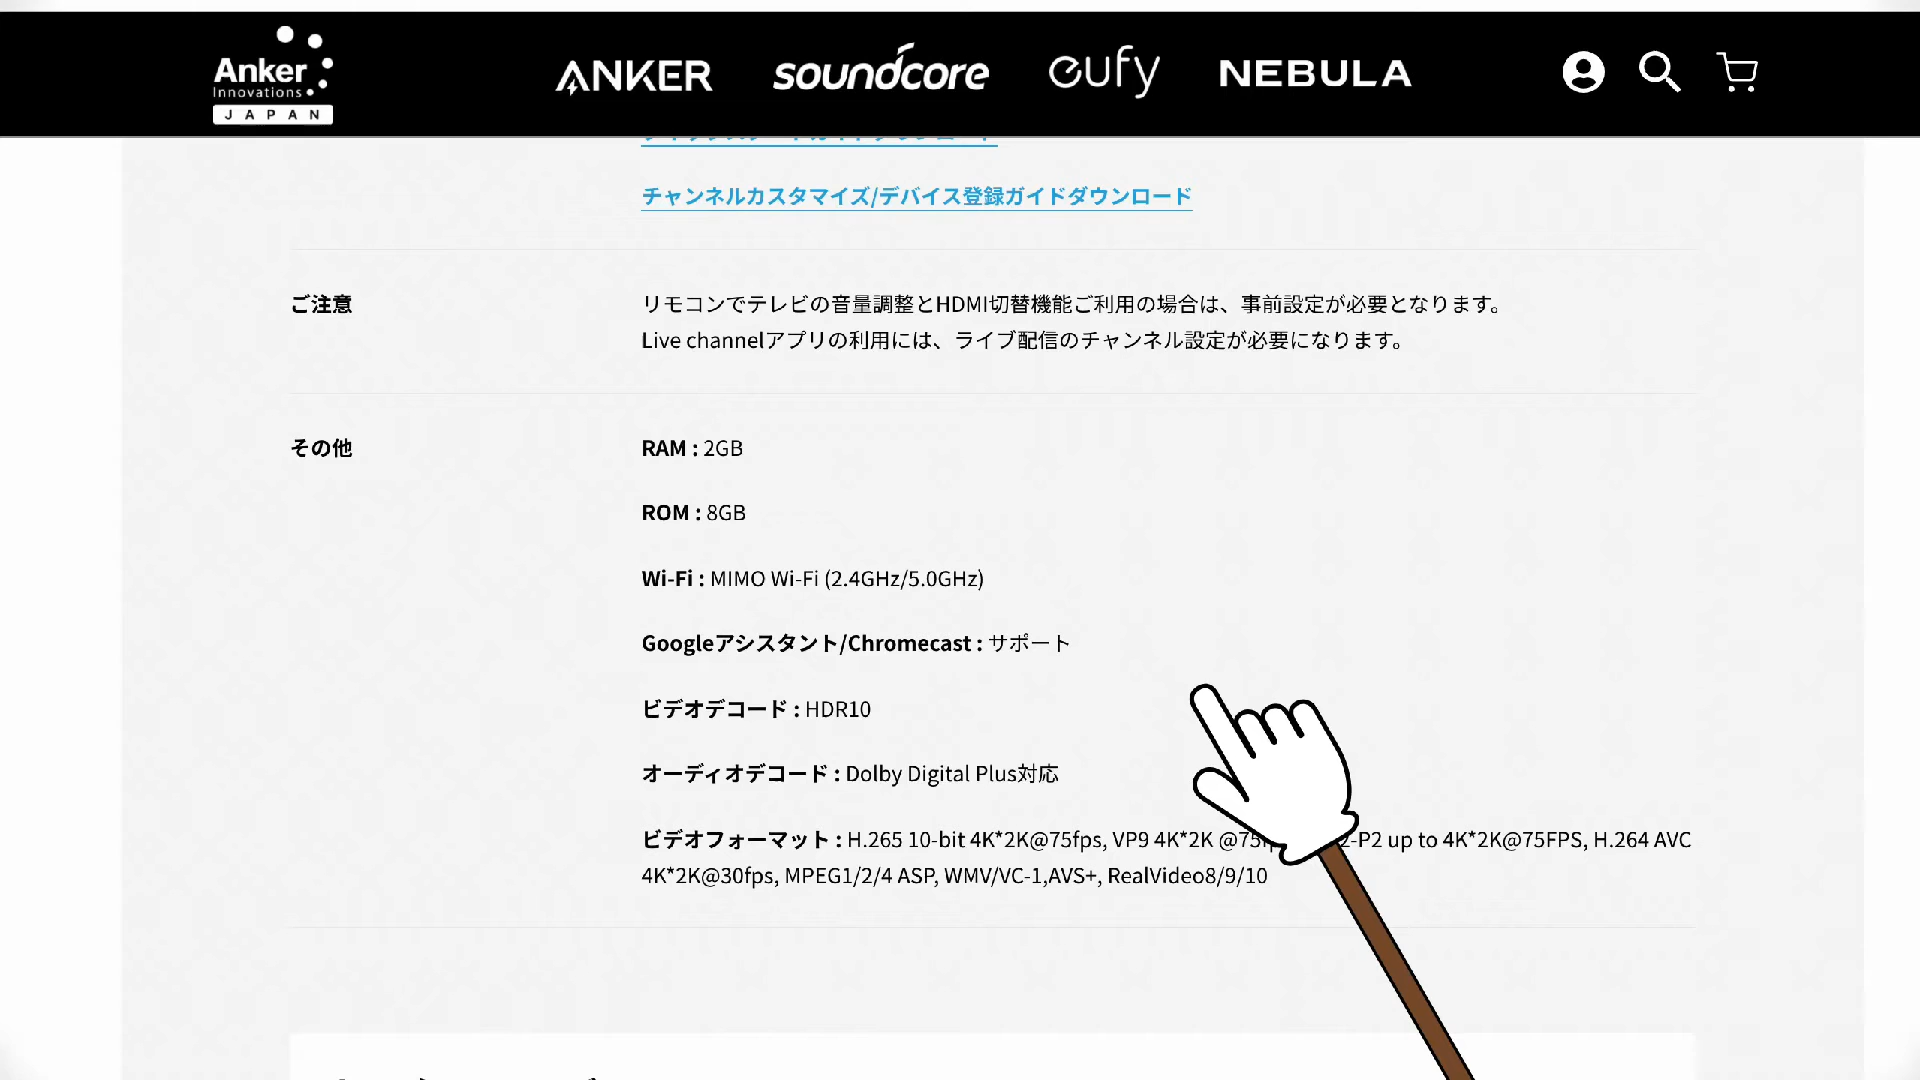 Anker
Innovations
JAPAN
ANKER
soundcore
eufy
NEBULA
チャンネルカスタマイズ/デバイス登録ガイドダウンロード
ご注意
リモコンでテレビの音量調整とHDMI切替機能ご利用の場合は、事前設定が必要となります。
Live channelアプリの利用には、ライブ配信のチャンネル設定が必要になります。
その他
RAM : 2GB
ROM : 8GB
Wi-Fi : MIMO Wi-Fi (2.4GHz/5.0GHz)
Googleアシスタント/Chromecast : サポート
ビデオデコード : HDR10
オーディオデコード : Dolby Digital Plus対応
ビデオフォーマット : H.265 10-bit 4K*2K@75fps, VP9 4K*2K -P2 up to 4K*2K@75FPS, H.264 AVC
4K*2K@30fps, MPEG1/2/4 ASP, WMV/VC-1,AVS+, RealVideo8/9/10